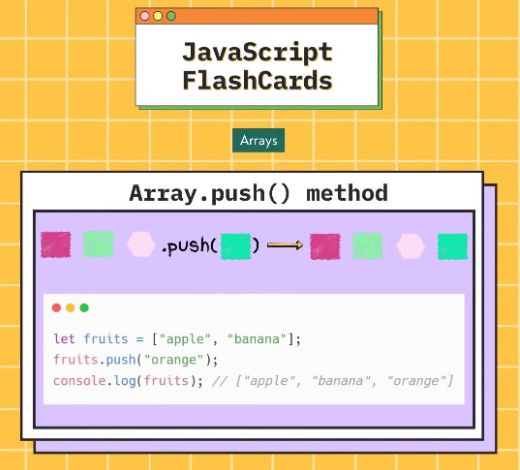 JavaScript
FlashCards
Arrays
Array.push() method
.push( )
let fruits = ["apple", "banana"];
fruits.push("orange");
console.log(fruits); // ["apple", "banana", "orange"]